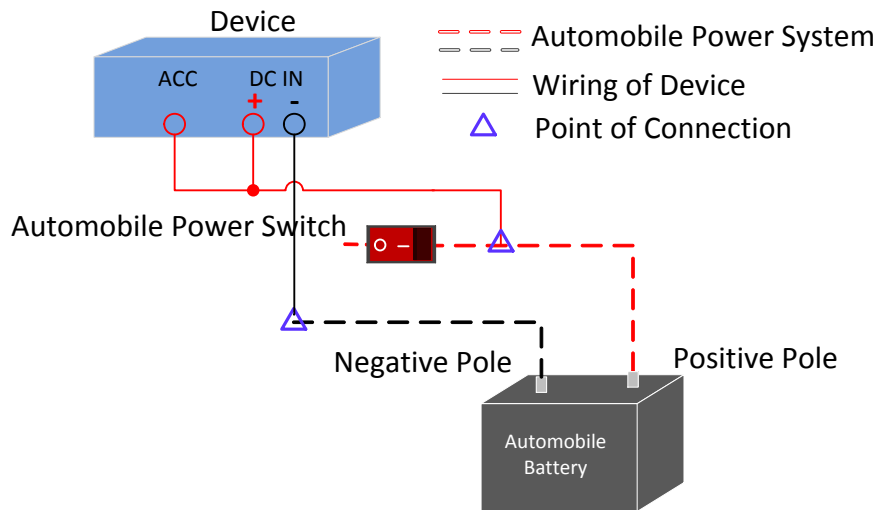 Device
ACC DC IN
+ -
Automobile Power System
Wiring of Device
Point of Connection
Automobile Power Switch
Negative Pole
Positive Pole
Automobile
Battery